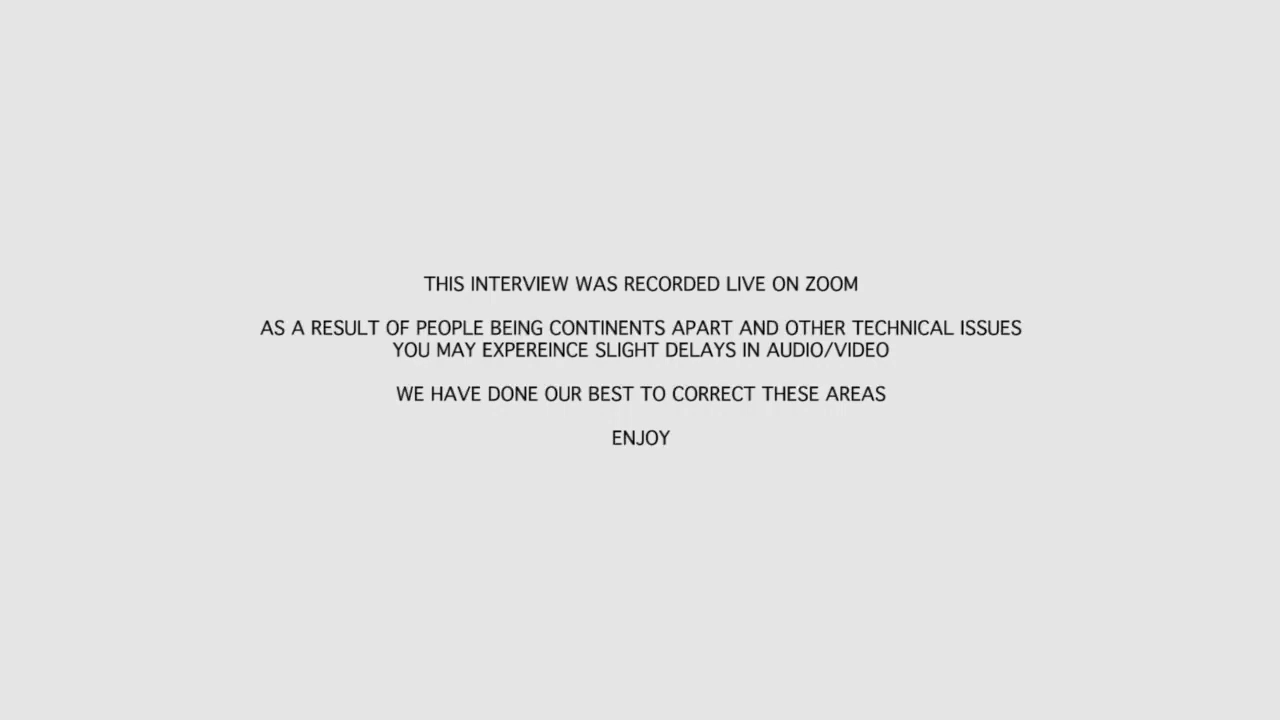 THIS INTERVIEW WAS RECORDED LIVE ON ZOOM
AS A RESULT OF PEOPLE BEING CONTINENTS APART AND OTHER TECHNICAL ISSUES
YOU MAY EXPEREINCE SLIGHT DELAYS IN AUDIO/VIDEO
WE HAVE DONE OUR BEST TO CORRECT THESE AREAS
ENJOY